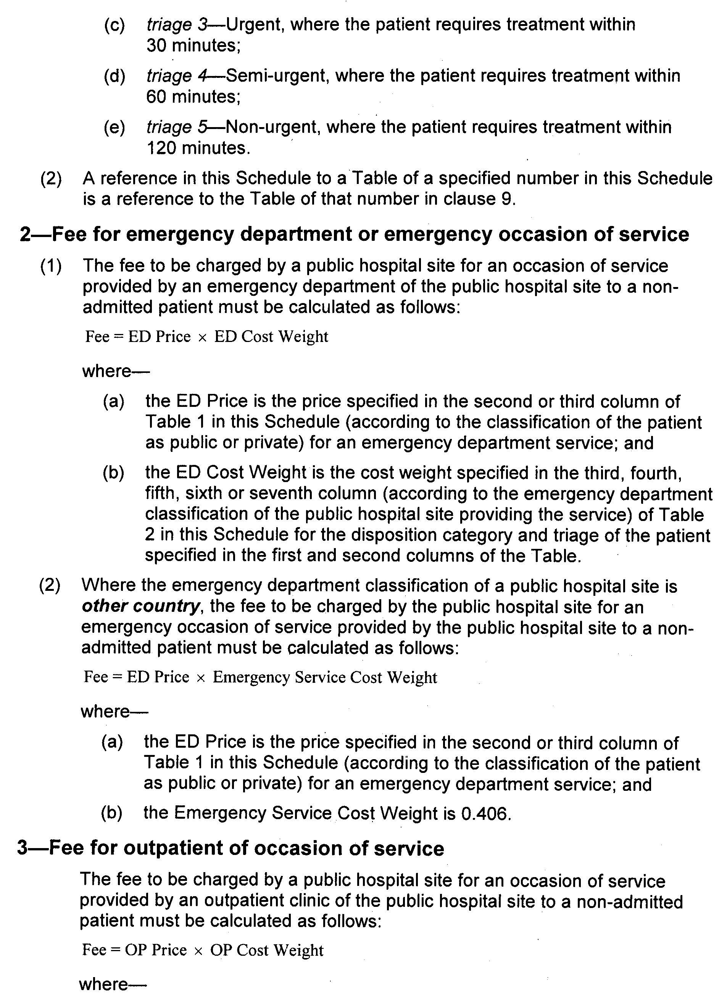 (c) triage 3—Urgent, where the patient requires treatment within
30 minutes;
(d) triage 4—Semi-urgent, where the patient requires treatment within
60 minutes;
(e) triage 5—Non-urgent, where the patient requires treatment within
120 minutes.
(2) A reference in this Schedule to a Table of a specified number in this Schedule
is a reference to the Table of that number in clause 9.
2—Fee for emergency department or emergency occasion of service
(1) The fee to be charged by a public hospital site for an occasion of service
provided by an emergency department of the public hospital site to a non-
admitted patient must be calculated as follows:
Fee = ED Price × ED Cost Weight
where—
(a) the ED Price is the price specified in the second or third column of
Table 1 in this Schedule (according to the classification of the patient
as public or private) for an emergency department service; and
(b) the ED Cost Weight is the cost weight specified in the third, fourth,
fifth, sixth or seventh column (according to the emergency department
classification of the public hospital site providing the service) of Table
2 in this Schedule for the disposition category and triage of the patient
specified in the first and second columns of the Table.
(2) Where the emergency department classification of a public hospital site is
other country, the fee to be charged by the public hospital site for an
emergency occasion of service provided by the public hospital site to a non-
admitted patient must be calculated as follows:
Fee = ED Price × Emergency Service Cost Weight
where—
(a) the ED Price is the price specified in the second or third column of
Table 1 in this Schedule (according to the classification of the patient
as public or private) for an emergency department service; and
(b) the Emergency Service Cost Weight is 0.406.
3—Fee for outpatient of occasion of service
The fee to be charged by a public hospital site for an occasion of service
provided by an outpatient clinic of the public hospital site to a non-admitted
patient must be calculated as follows:
Fee = OP Price × OP Cost Weight
where—